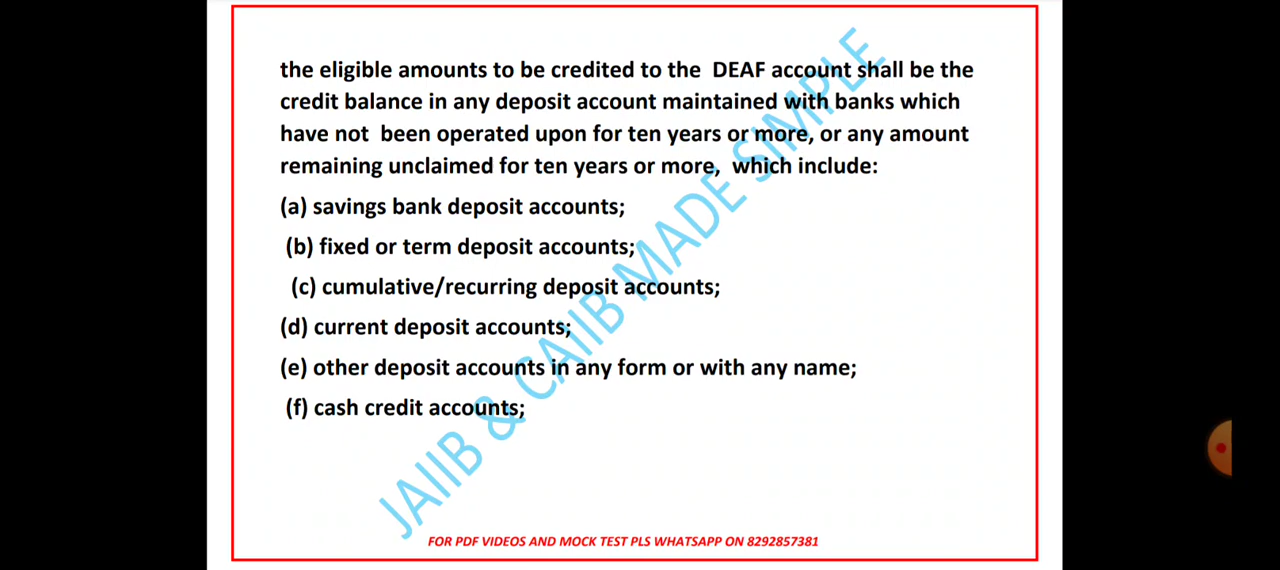 the eligible amounts to be credited to the DEAF account shall be the
credit balance in any deposit account maintained with banks which
have not been operated upon for ten years or more, or any amount
remaining unclaimed for ten years or more, which include:
(a) savings bank deposit accounts;
(b) fixed or term deposit accounts;
(c) cumulative/recurring deposit accounts;
(d) current deposit accounts;
(e) other deposit accounts in any form or with any name;
(f) cash credit accounts;
JAIIB & CAIIB MADE SIMPLE
FOR PDF VIDEOS AND MOCK TEST PLS WHATSAPP ON 8292857381